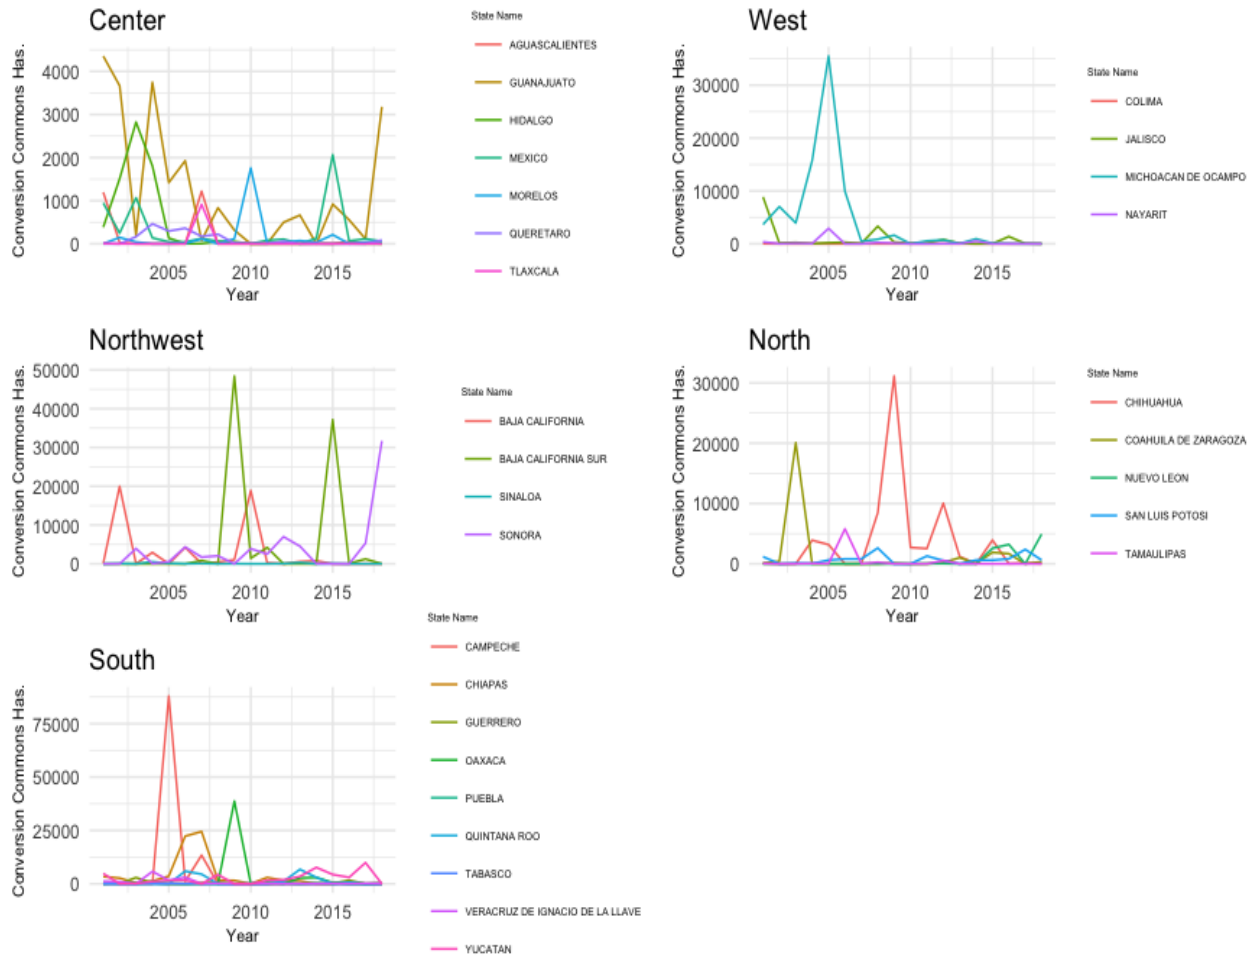 Center
Conversion Commons Has.
4000
3000
2000
1000
0
2005
2010
2015
Year
State Name
AGUASCALIENTES
GUANAJUATO
HIDALGO
MEXICO
MORELOS
QUERETARO
TLAXCALA
West
Conversion Commons Has.
30000
20000
10000
0
2005
2010
2015
Year
State Name
COLIMA
JALISCO
MICHOACAN DE OCAMPO
NAYARIT
Northwest
Conversion Commons Has.
50000
40000
30000
20000
10000
0
2005
2010
2015
Year
State Name
BAJA CALIFORNIA
BAJA CALIFORNIA SUR
SINALOA
SONORA
North
Conversion Commons Has.
30000
20000
10000
0
2005
2010
2015
Year
State Name
CHIHUAHUA
COAHUILA DE ZARAGOZA
NUEVO LEON
SAN LUIS POTOSI
TAMAULIPAS
South
Conversion Commons Has.
75000
50000
25000
0
2005
2010
2015
Year
State Name
CAMPECHE
CHIAPAS
GUERRERO
OAXACA
PUEBLA
QUINTANA ROO
TABASCO
VERACRUZ DE IGNACIO DE LA LLAVE
YUCATAN